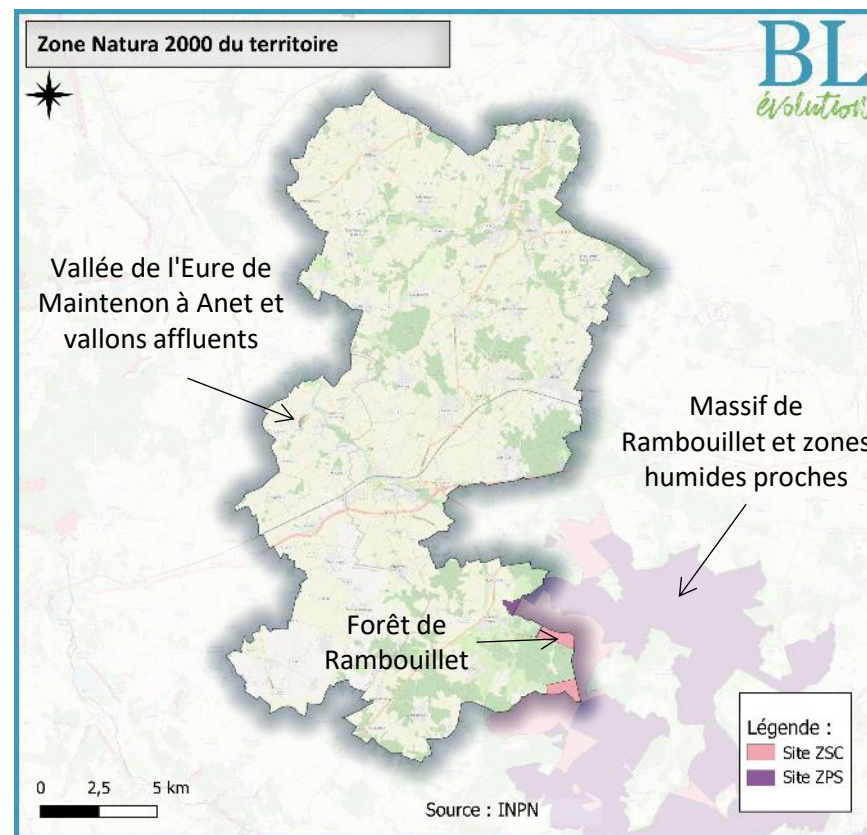 Zone Natura 2000 du territoire
BL
évolution
Vallée de l'Eure de
Maintenon à Anet et
vallons affluents
Massif de
Rambouillet et zones
humides proches
Forêt de
Rambouillet
Légende :
Site ZSC
Site ZPS
0 2,5 5 km
Source : INPN